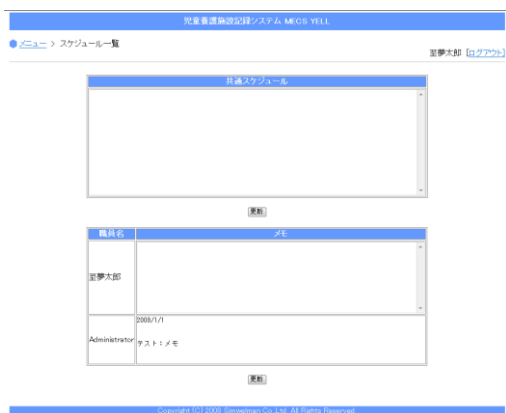 児童養護施設記録システム MECS YELL
メニュー > スケジュール一覧
至夢太郎 [ログアウト]
共通スケジュール
更新
職員名 メモ
至夢太郎
2008/1/1
Administrator テスト：メモ
更新
Copyright (C) 2008 Simwelman Co.,Ltd. All Rights Reserved.